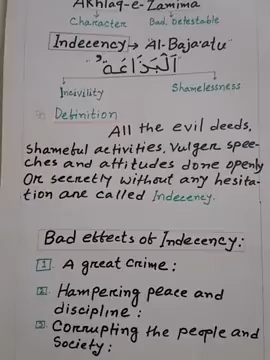 Akhlaq-e-Zamima
Character Bad, Detestable
Indecency → Al-Baja'atu
"اَلْبَذَاءَة"
Incivility Shamelessness
Definition
All the evil deeds,
shameful activities, Vulger spee-
ches and attitudes done openly
Or secretly without any hesita-
tion are called Indecency.
Bad effects of Indecency:
1 A great crime:
2 Hampering peace and
discipline:
3 Corrupting the people and
Society: